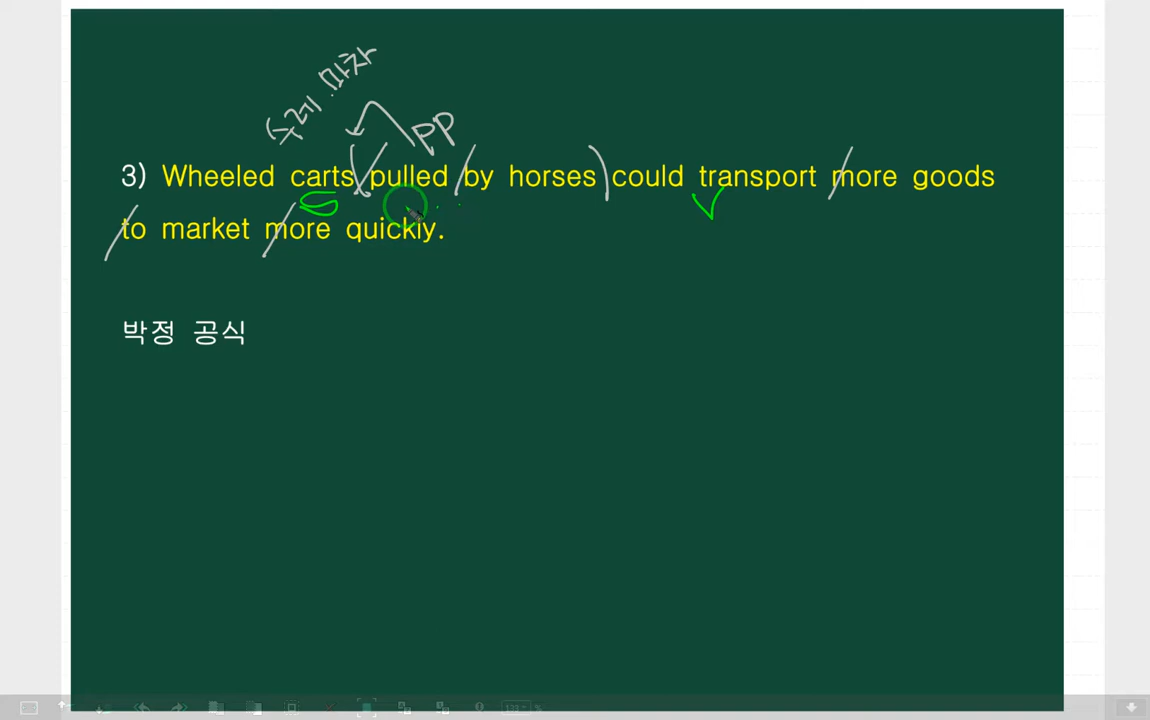 수레 마차
PP
3) Wheeled carts pulled by horses could transport more goods
to market more quickly.
박정 공식
133 %